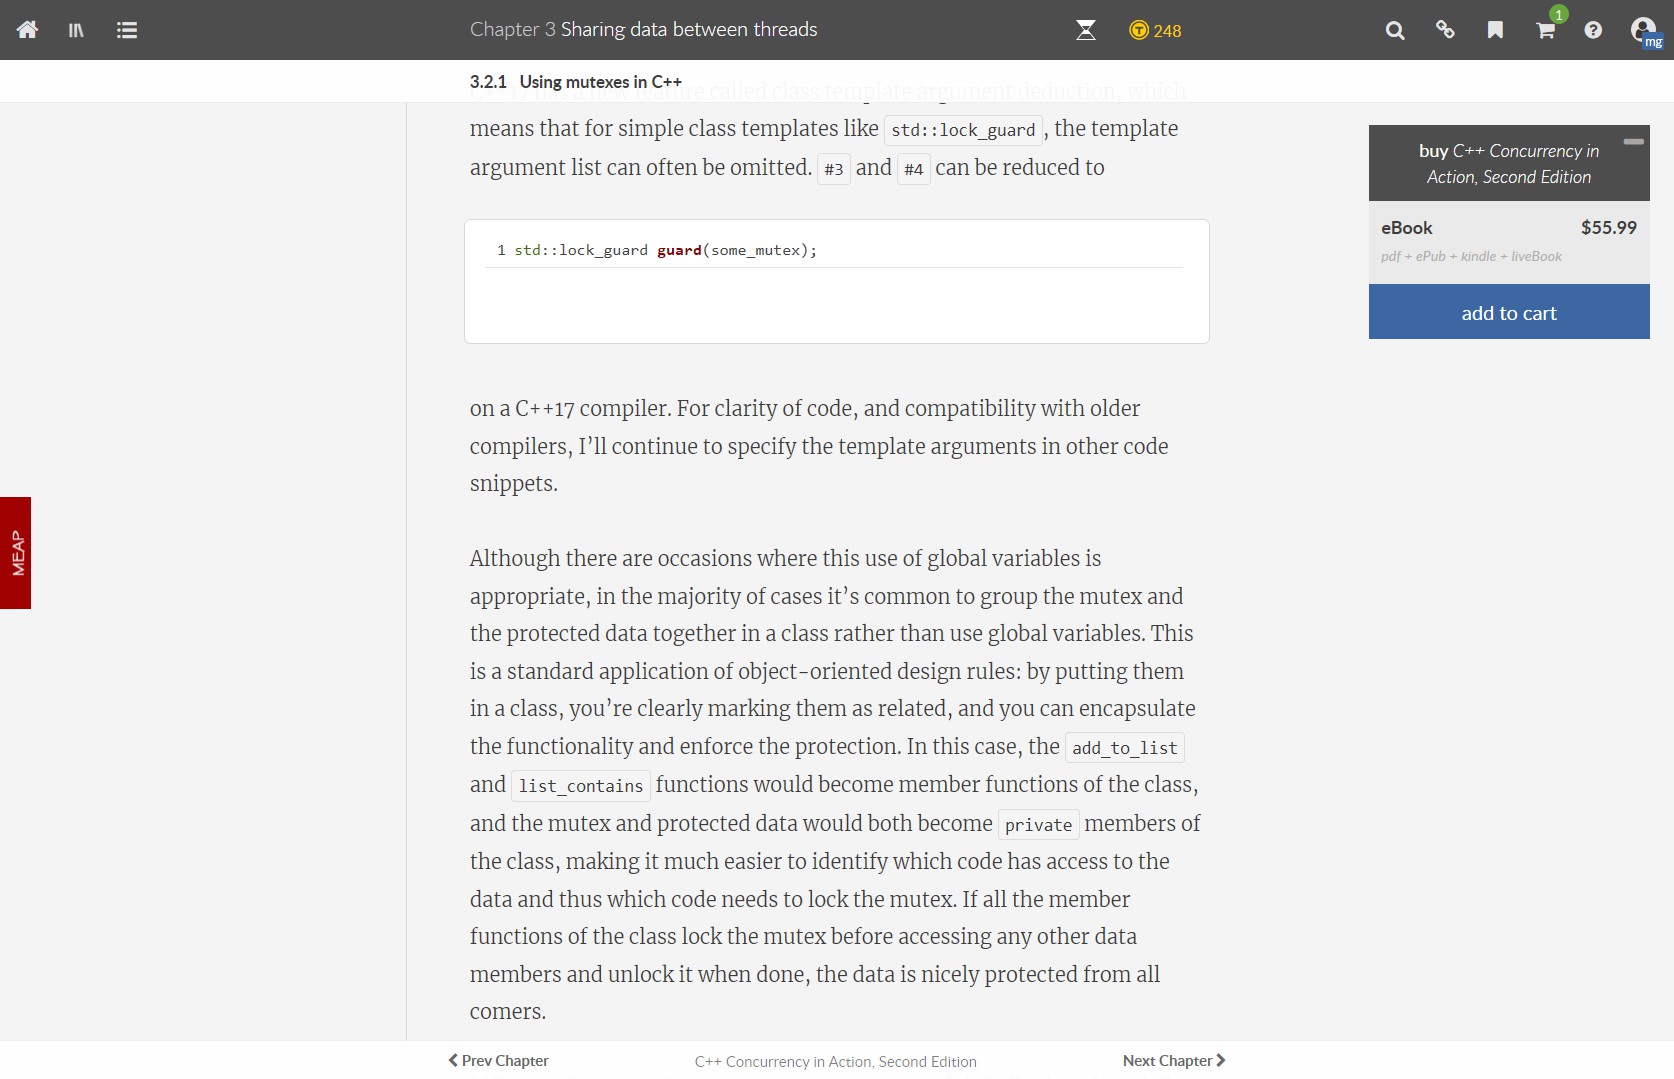 Chapter 3 Sharing data between threads
248
1
mg
3.2.1 Using mutexes in C++
C++17 has a new feature called class template argument deduction, which
means that for simple class templates like std::lock_guard , the template
argument list can often be omitted. #3 and #4 can be reduced to
1 std::lock_guard guard(some_mutex);
on a C++17 compiler. For clarity of code, and compatibility with older
compilers, I’ll continue to specify the template arguments in other code
snippets.
Although there are occasions where this use of global variables is
appropriate, in the majority of cases it’s common to group the mutex and
the protected data together in a class rather than use global variables. This
is a standard application of object-oriented design rules: by putting them
in a class, you’re clearly marking them as related, and you can encapsulate
the functionality and enforce the protection. In this case, the add_to_list
and list_contains functions would become member functions of the class,
and the mutex and protected data would both become private members of
the class, making it much easier to identify which code has access to the
data and thus which code needs to lock the mutex. If all the member
functions of the class lock the mutex before accessing any other data
members and unlock it when done, the data is nicely protected from all
comers.
MEAP
buy C++ Concurrency in
Action, Second Edition
eBook $55.99
pdf + ePub + kindle + liveBook
add to cart
Prev Chapter
C++ Concurrency in Action, Second Edition
Next Chapter